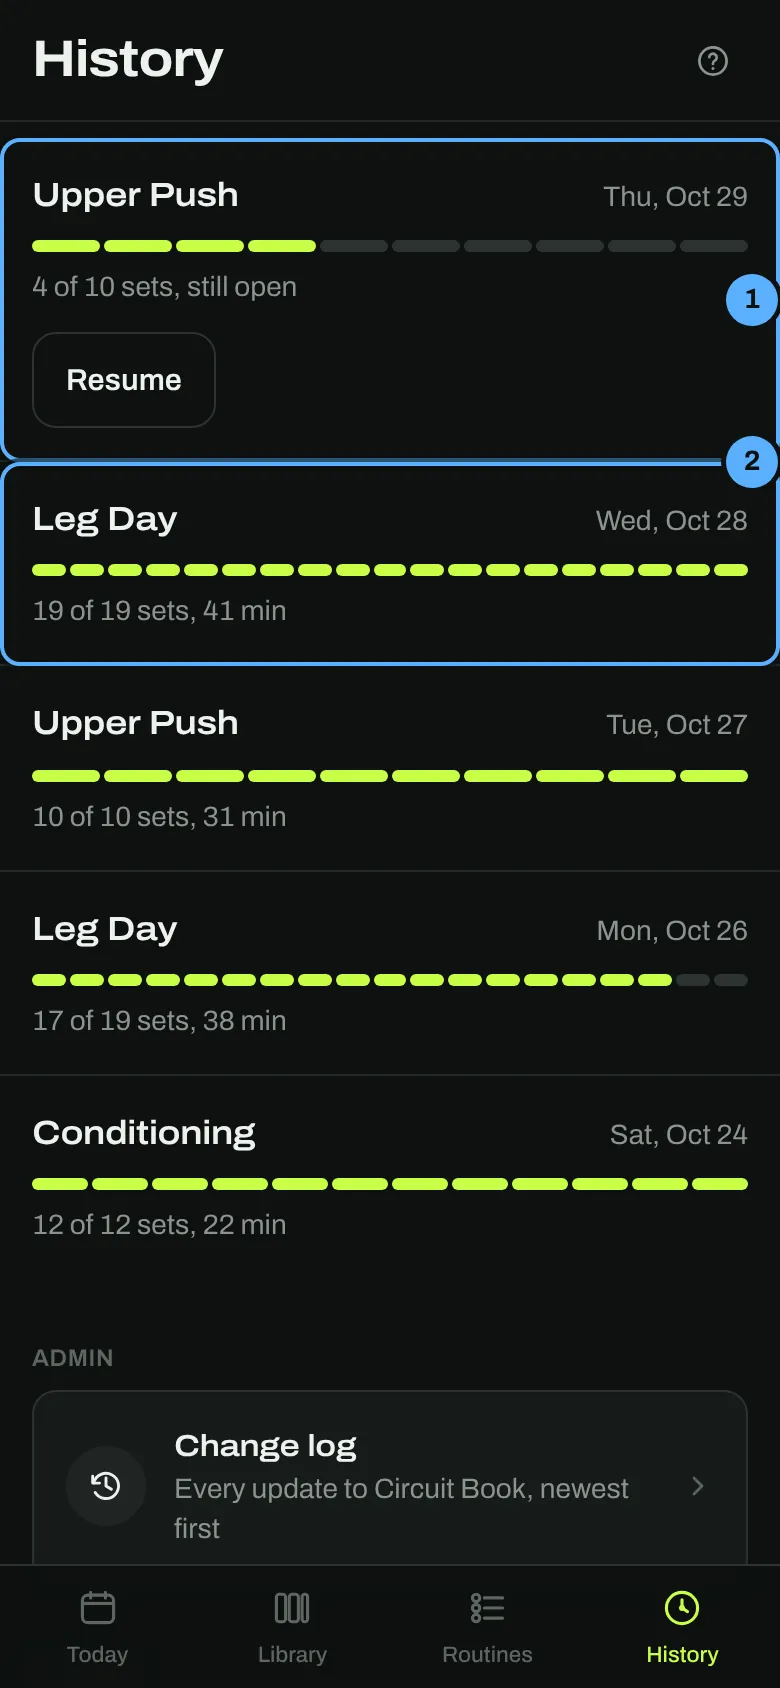 History
Upper Push
Thu, Oct 29
4 of 10 sets, still open
1
Resume
2
Leg Day
Wed, Oct 28
19 of 19 sets, 41 min
Upper Push
Tue, Oct 27
10 of 10 sets, 31 min
Leg Day
Mon, Oct 26
17 of 19 sets, 38 min
Conditioning
Sat, Oct 24
12 of 12 sets, 22 min
ADMIN
Change log
Every update to Circuit Book, newest
first
Today
Library
Routines
History